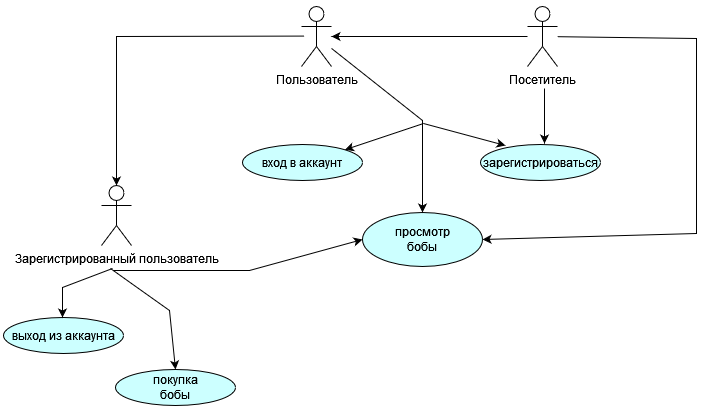 Пользователь
Посетитель
вход в аккаунт
зарегистрироваться
просмотр
бобы
Зарегистрированный пользователь
выход из аккаунта
покупка
бобы